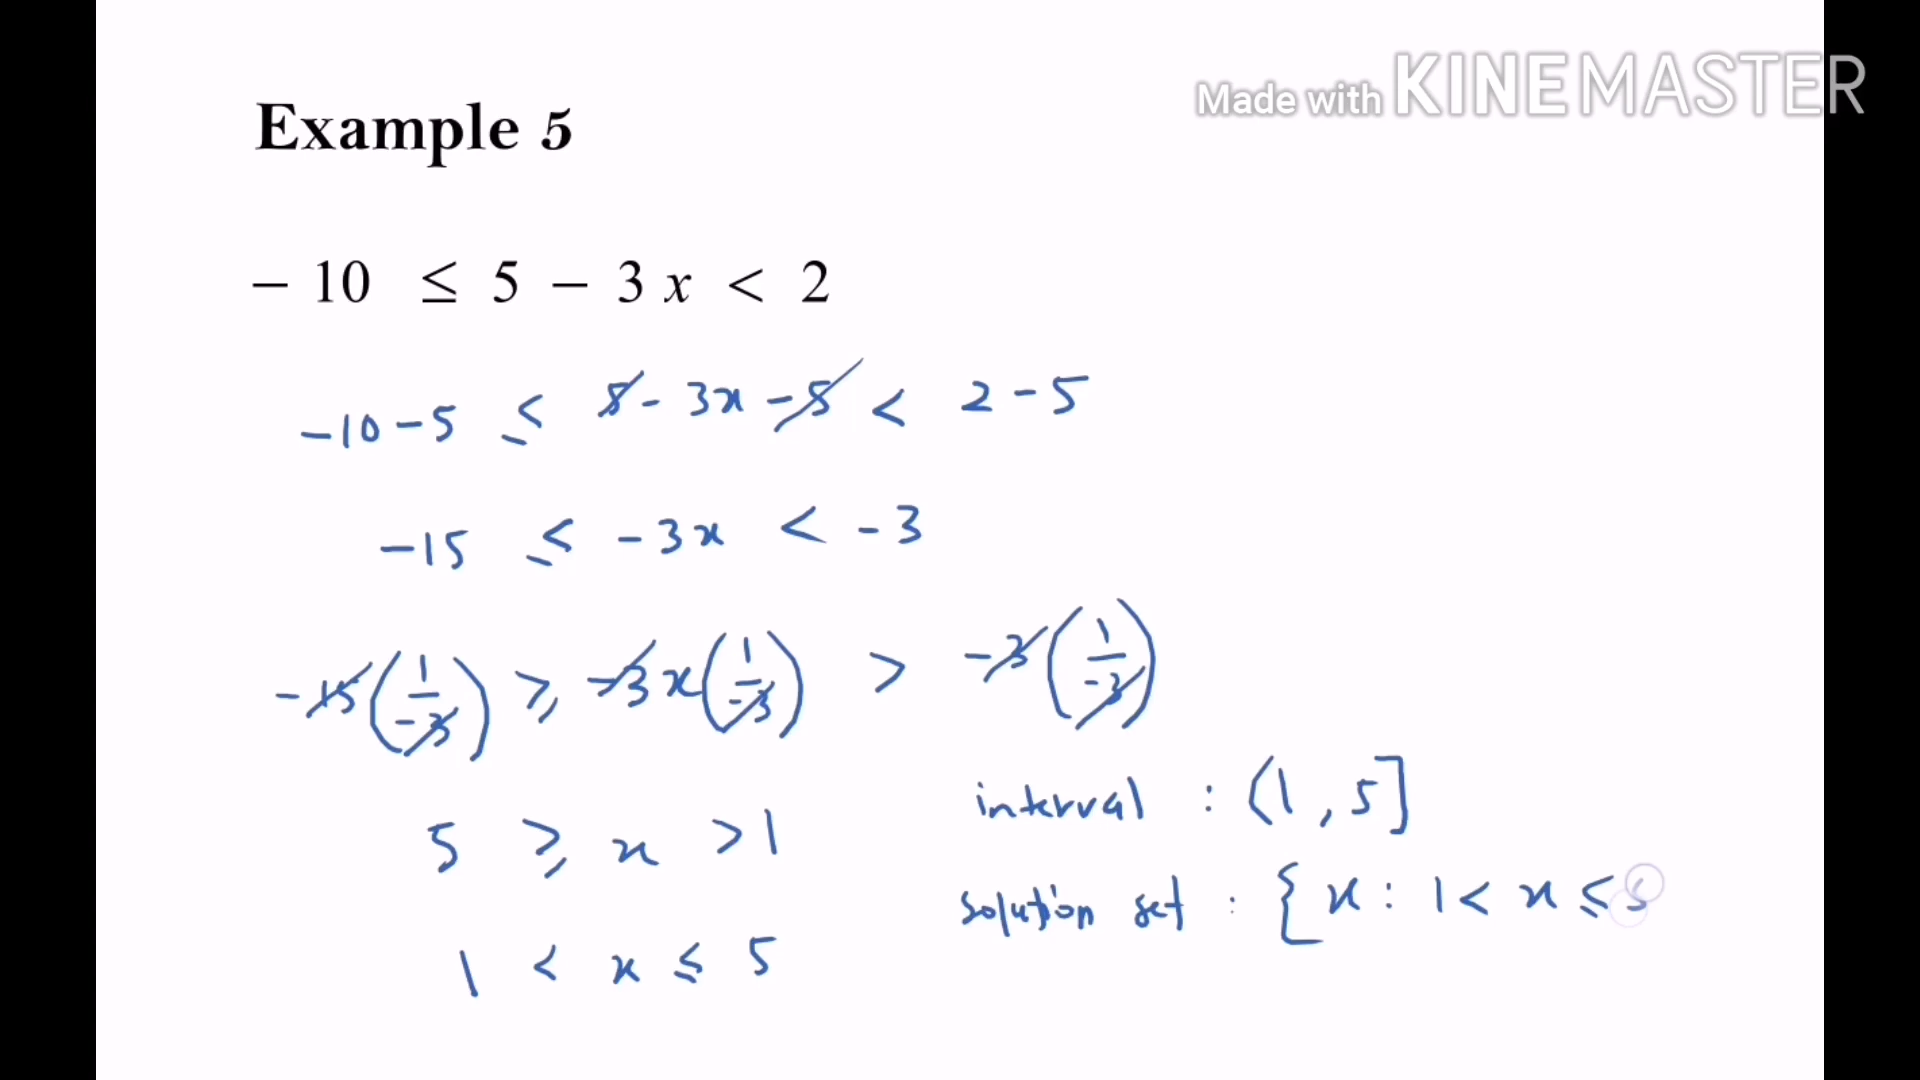 Made with KINEMASTER
Example 5
− 10 ≤ 5 − 3 x < 2
-10-5 ≤ 5 - 3x - 5 < 2 - 5
-15 ≤ -3x < -3
-15(1/-3) ≥ -3x(1/-3) > -3(1/-3)
5 ≥ x > 1
1 < x ≤ 5
interval : (1, 5]
solution set : { x : 1 < x ≤ 5